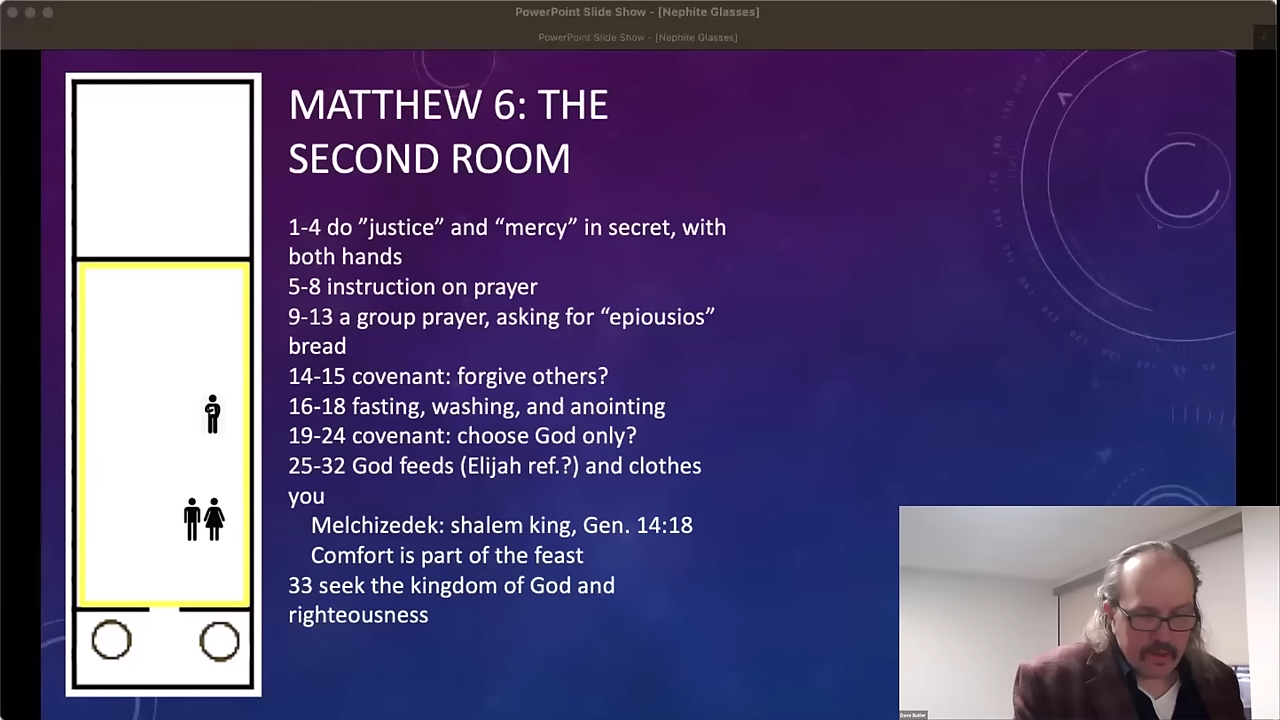 PowerPoint Slide Show - [Nephite Glasses]
PowerPoint Slide Show - [Nephite Glasses]
MATTHEW 6: THE
SECOND ROOM
1-4 do ”justice” and “mercy” in secret, with
both hands
5-8 instruction on prayer
9-13 a group prayer, asking for “epiousios”
bread
14-15 covenant: forgive others?
16-18 fasting, washing, and anointing
19-24 covenant: choose God only?
25-32 God feeds (Elijah ref.?) and clothes
you
Melchizedek: shalem king, Gen. 14:18
Comfort is part of the feast
33 seek the kingdom of God and
righteousness
Dave Butler